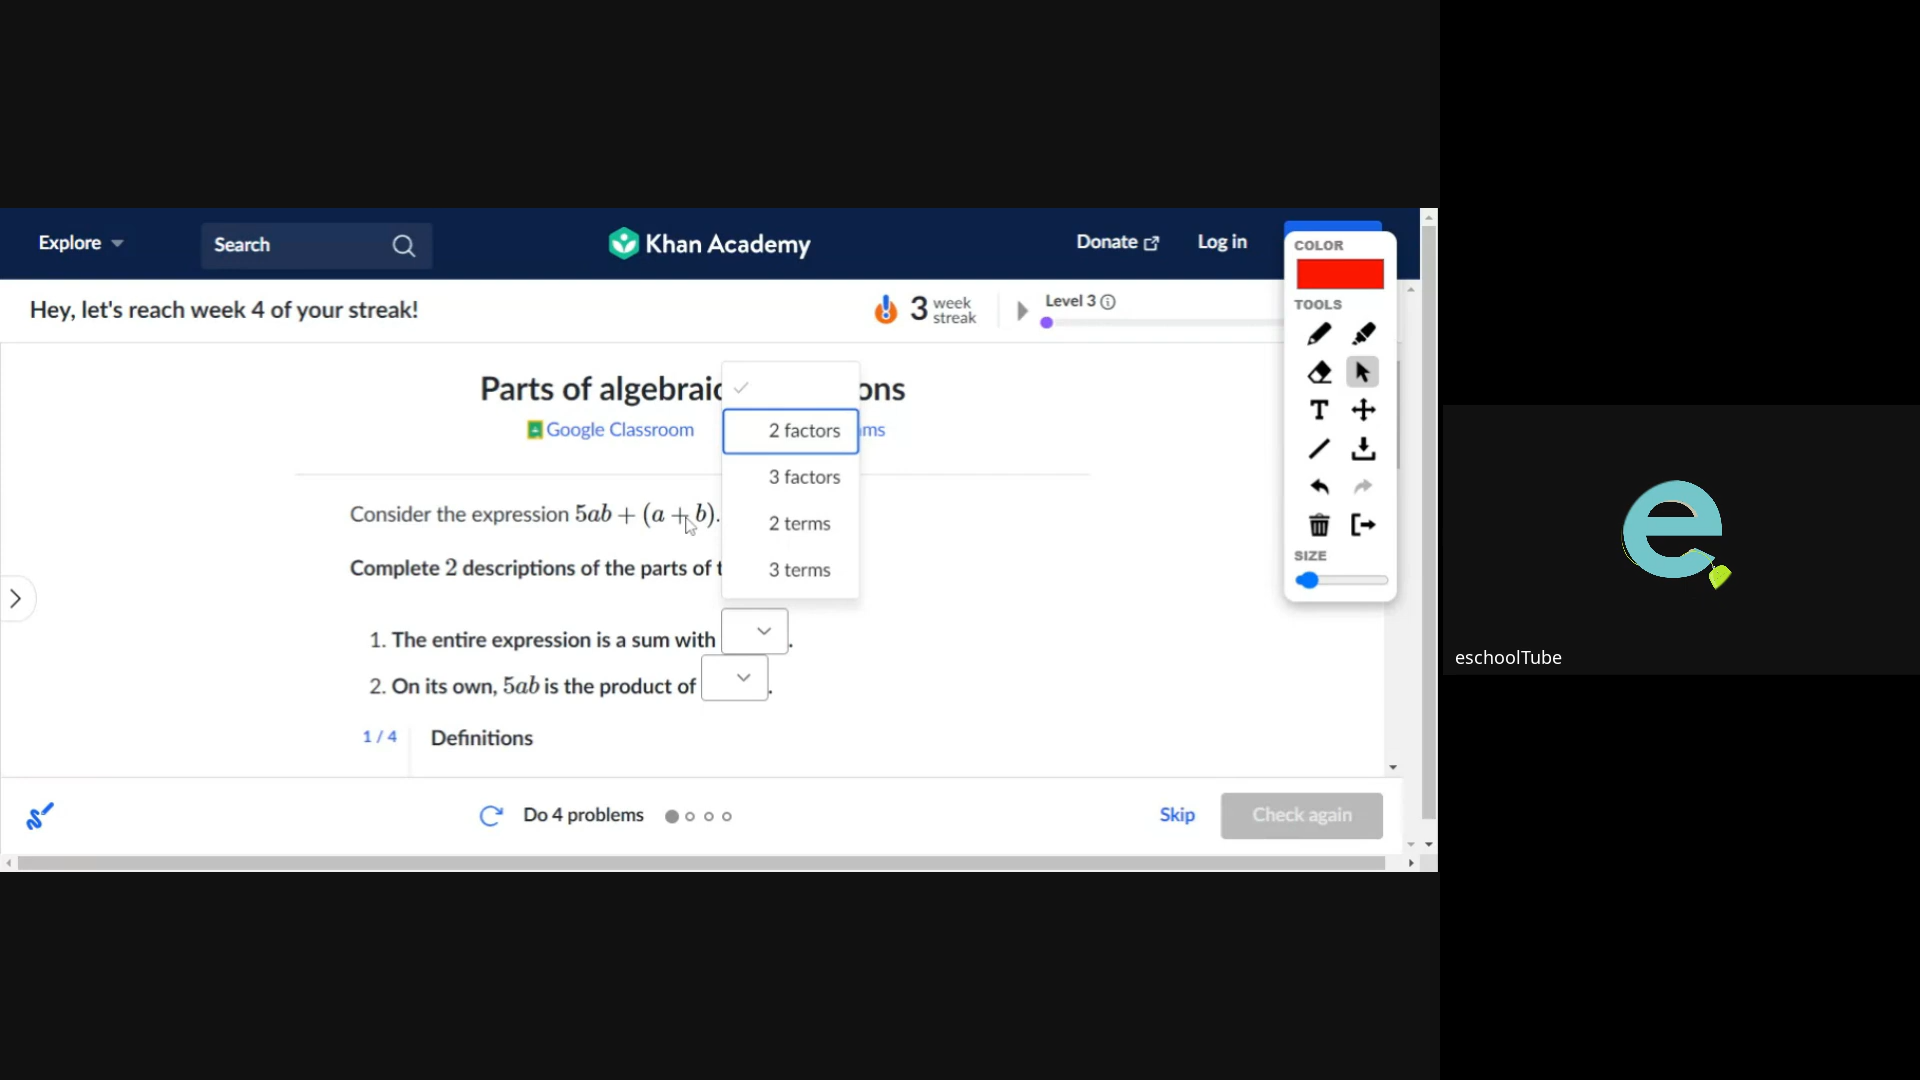 Explore
Search
Khan Academy
Donate
Log in
Hey, let's reach week 4 of your streak!
3 week streak
Level 3
COLOR
TOOLS
SIZE
Parts of algebraic
ons
Google Classroom
ms
2 factors
3 factors
2 terms
3 terms
Consider the expression 5ab + (a + b).
Complete 2 descriptions of the parts of t
1. The entire expression is a sum with .
2. On its own, 5ab is the product of .
1 / 4
Definitions
Do 4 problems
Skip
Check again
eschoolTube